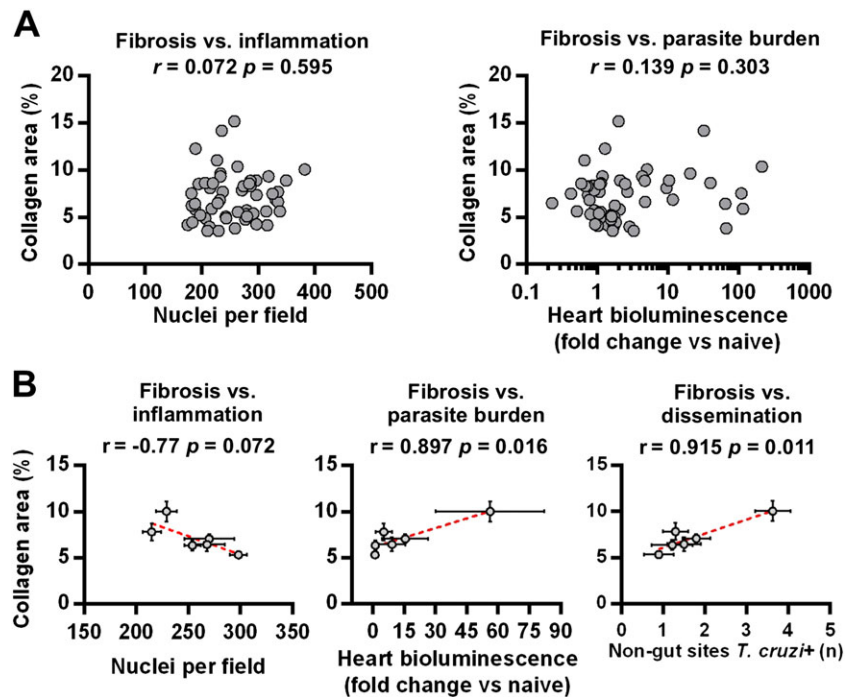 A
Fibrosis vs. inflammation
r = 0.072 p = 0.595
Collagen area (%)
20
15
10
5
0
0 100 200 300 400 500
Nuclei per field
Fibrosis vs. parasite burden
r = 0.139 p = 0.303
Collagen area (%)
20
15
10
5
0
0.1 1 10 100 1000
Heart bioluminescence
(fold change vs naive)
B
Fibrosis vs.
inflammation
r = -0.77 p = 0.072
Collagen area (%)
15
10
5
0
150 200 250 300 350
Nuclei per field
Fibrosis vs.
parasite burden
r = 0.897 p = 0.016
15
10
5
0
0 15 30 45 60 75 90
Heart bioluminescence
(fold change vs naive)
Fibrosis vs.
dissemination
r = 0.915 p = 0.011
15
10
5
0
0 1 2 3 4 5
Non-gut sites T. cruzi+ (n)